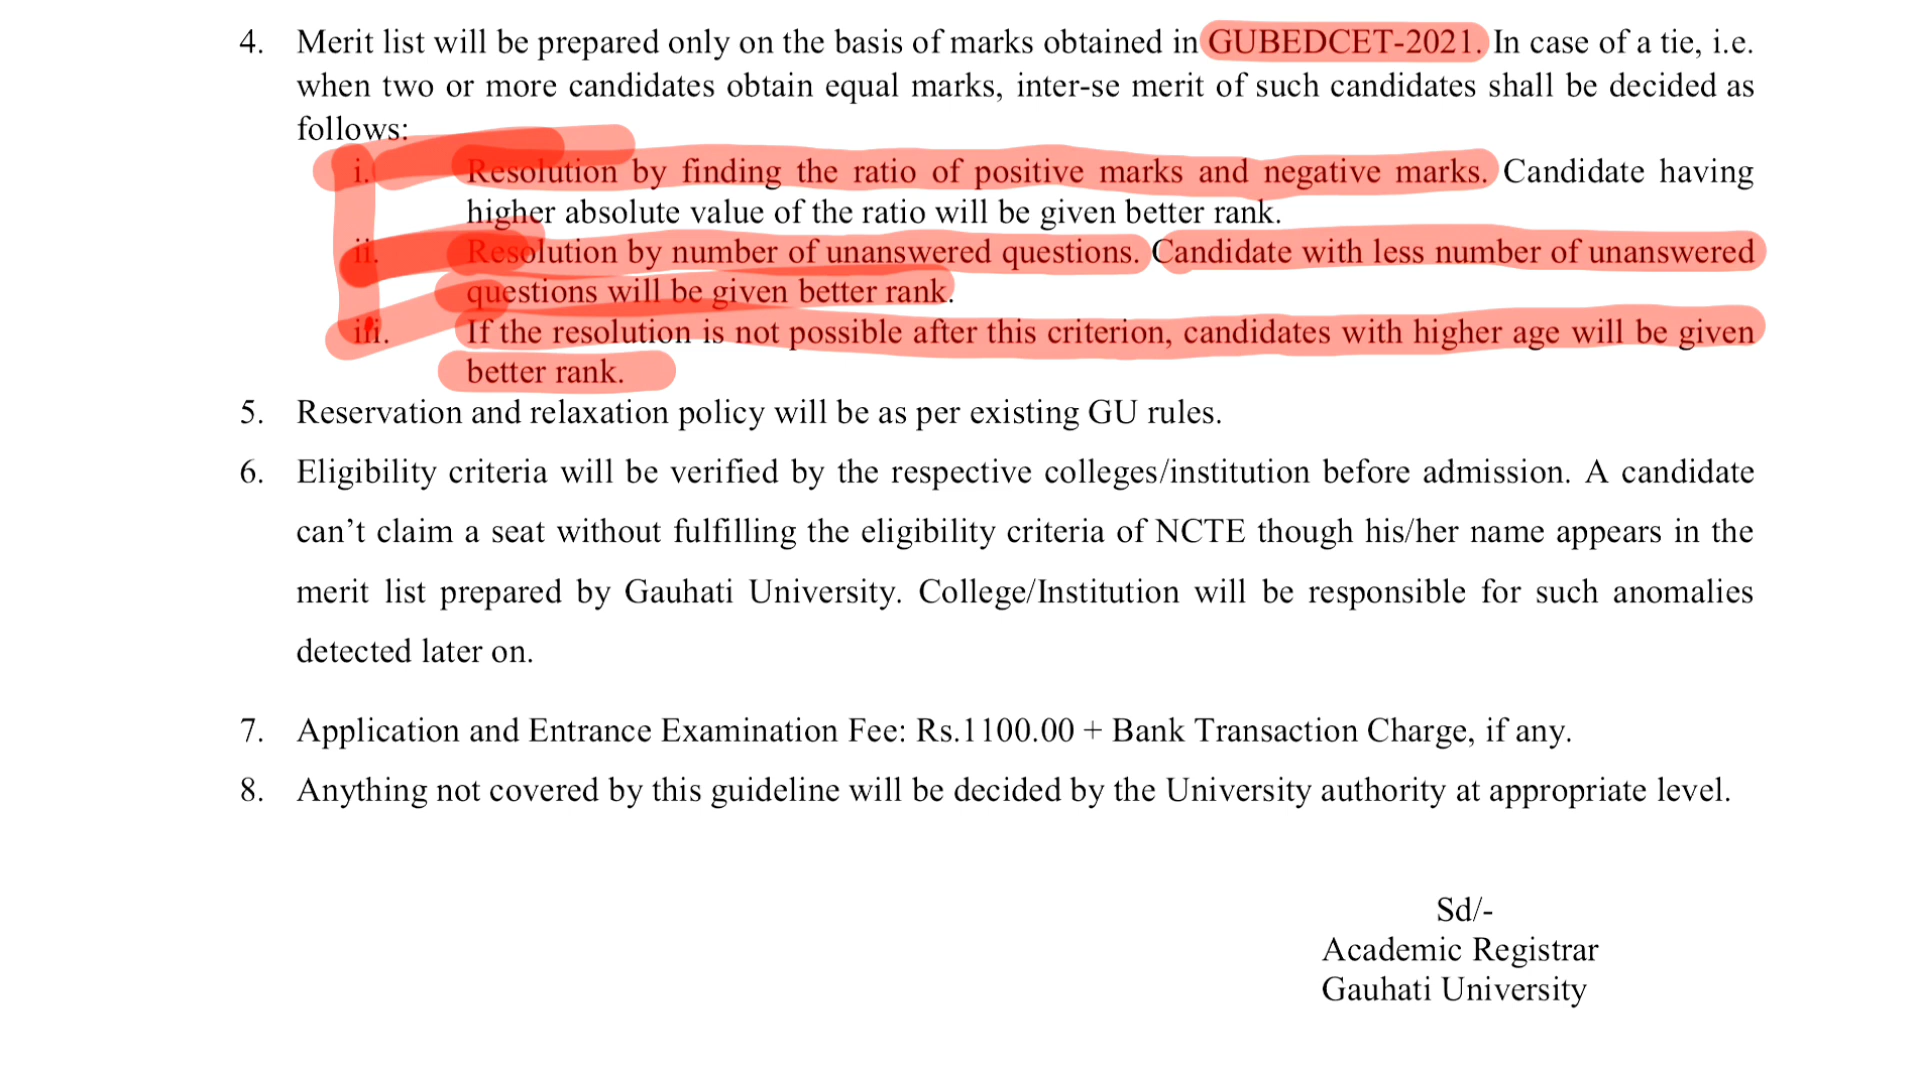 4. Merit list will be prepared only on the basis of marks obtained in GUBEDCET-2021. In case of a tie, i.e.
when two or more candidates obtain equal marks, inter-se merit of such candidates shall be decided as
follows:
i. Resolution by finding the ratio of positive marks and negative marks. Candidate having
higher absolute value of the ratio will be given better rank.
ii. Resolution by number of unanswered questions. Candidate with less number of unanswered
questions will be given better rank.
iii. If the resolution is not possible after this criterion, candidates with higher age will be given
better rank.
5. Reservation and relaxation policy will be as per existing GU rules.
6. Eligibility criteria will be verified by the respective colleges/institution before admission. A candidate
can’t claim a seat without fulfilling the eligibility criteria of NCTE though his/her name appears in the
merit list prepared by Gauhati University. College/Institution will be responsible for such anomalies
detected later on.
7. Application and Entrance Examination Fee: Rs.1100.00 + Bank Transaction Charge, if any.
8. Anything not covered by this guideline will be decided by the University authority at appropriate level.
Sd/-
Academic Registrar
Gauhati University